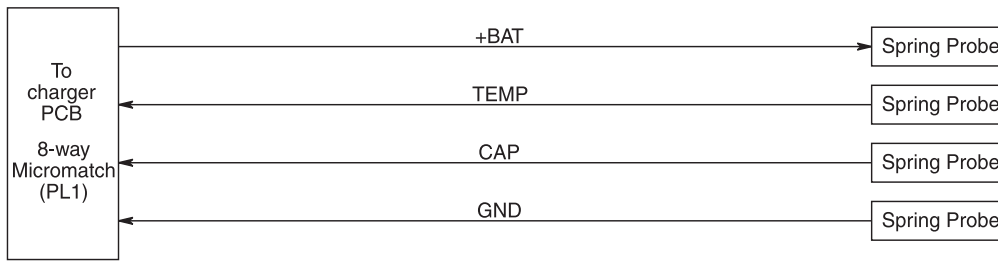 To
charger
PCB
8-way
Micromatch
(PL1)
+BAT
Spring Probe
TEMP
Spring Probe
CAP
Spring Probe
GND
Spring Probe